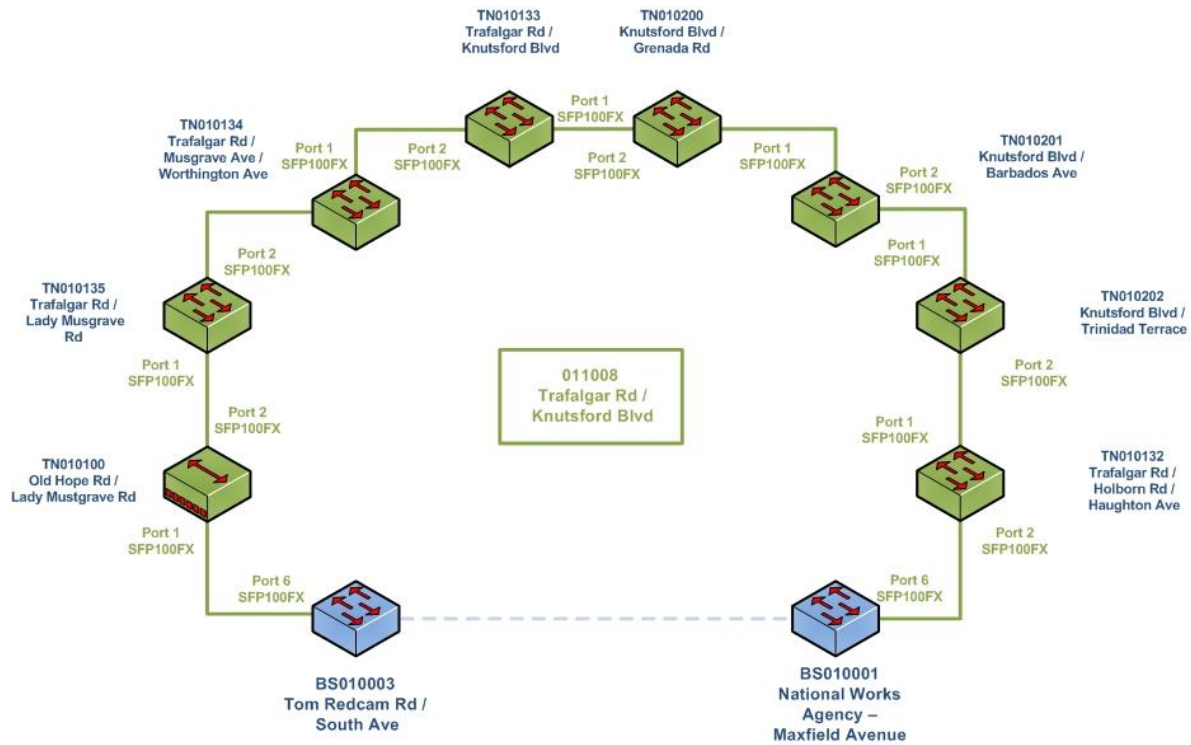 TN010133
Trafalgar Rd /
Knutsford Blvd
TN010200
Knutsford Blvd /
Grenada Rd
TN010134
Trafalgar Rd /
Musgrave Ave /
Worthington Ave
Port 1
SFP100FX
Port 2
SFP100FX
Port 1
SFP100FX
Port 2
SFP100FX
Port 1
SFP100FX
TN010201
Knutsford Blvd /
Barbados Ave
Port 2
SFP100FX
Port 2
SFP100FX
Port 1
SFP100FX
TN010135
Trafalgar Rd /
Lady Musgrave
Rd
TN010202
Knutsford Blvd /
Trinidad Terrace
Port 1
SFP100FX
Port 2
SFP100FX
011008
Trafalgar Rd /
Knutsford Blvd
Port 2
SFP100FX
Port 1
SFP100FX
TN010100
Old Hope Rd /
Lady Mustgrave Rd
TN010132
Trafalgar Rd /
Holborn Rd /
Haughton Ave
Port 1
SFP100FX
Port 2
SFP100FX
Port 6
SFP100FX
Port 6
SFP100FX
BS010003
Tom Redcam Rd /
South Ave
BS010001
National Works
Agency –
Maxfield Avenue